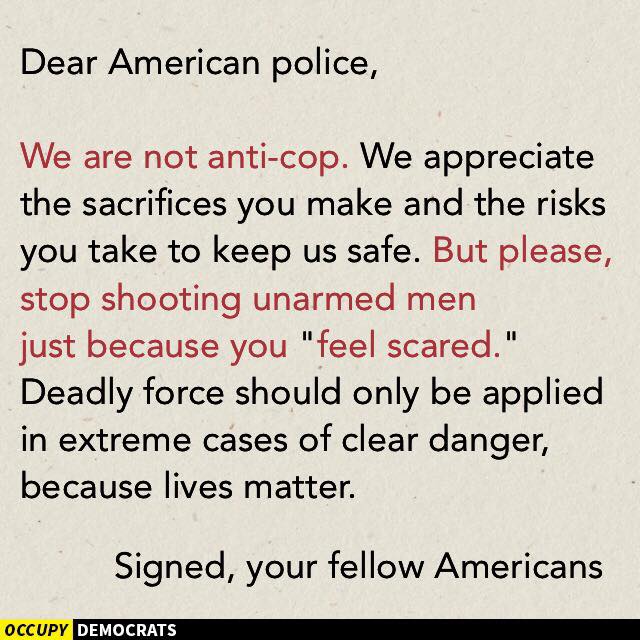 Dear American police,
We are not anti-cop. We appreciate
the sacrifices you make and the risks
you take to keep us safe. But please,
stop shooting unarmed men
just because you "feel scared."
Deadly force should only be applied
in extreme cases of clear danger,
because lives matter.
Signed, your fellow Americans
OCCUPY DEMOCRATS